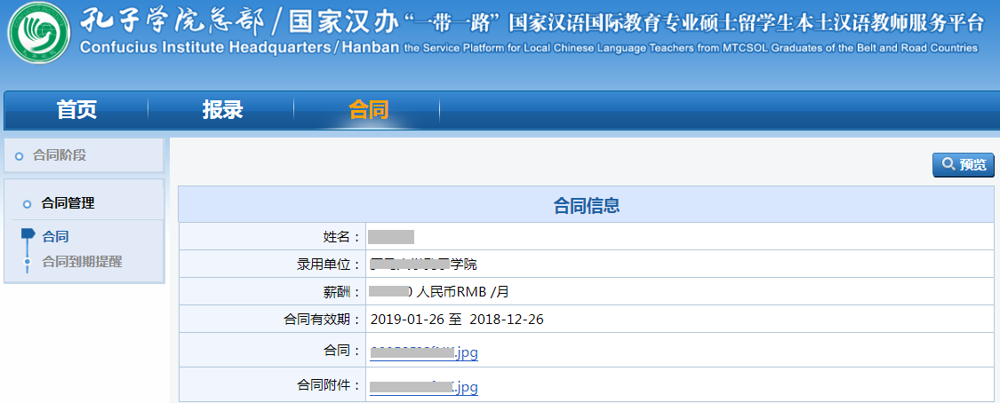 孔子学院总部/国家汉办 “一带一路”国家汉语国际教育专业硕士留学生本土汉语教师服务平台
Confucius Institute Headquarters/Hanban the Service Platform for Local Chinese Language Teachers from MTCSOL Graduates of the Belt and Road Countries
首页 报录 合同
合同阶段
预览
合同管理
合同
合同到期提醒
合同信息
姓名：
录用单位： 学院
薪酬： 0 人民币RMB /月
合同有效期： 2019-01-26 至 2018-12-26
合同： .jpg
合同附件： .jpg